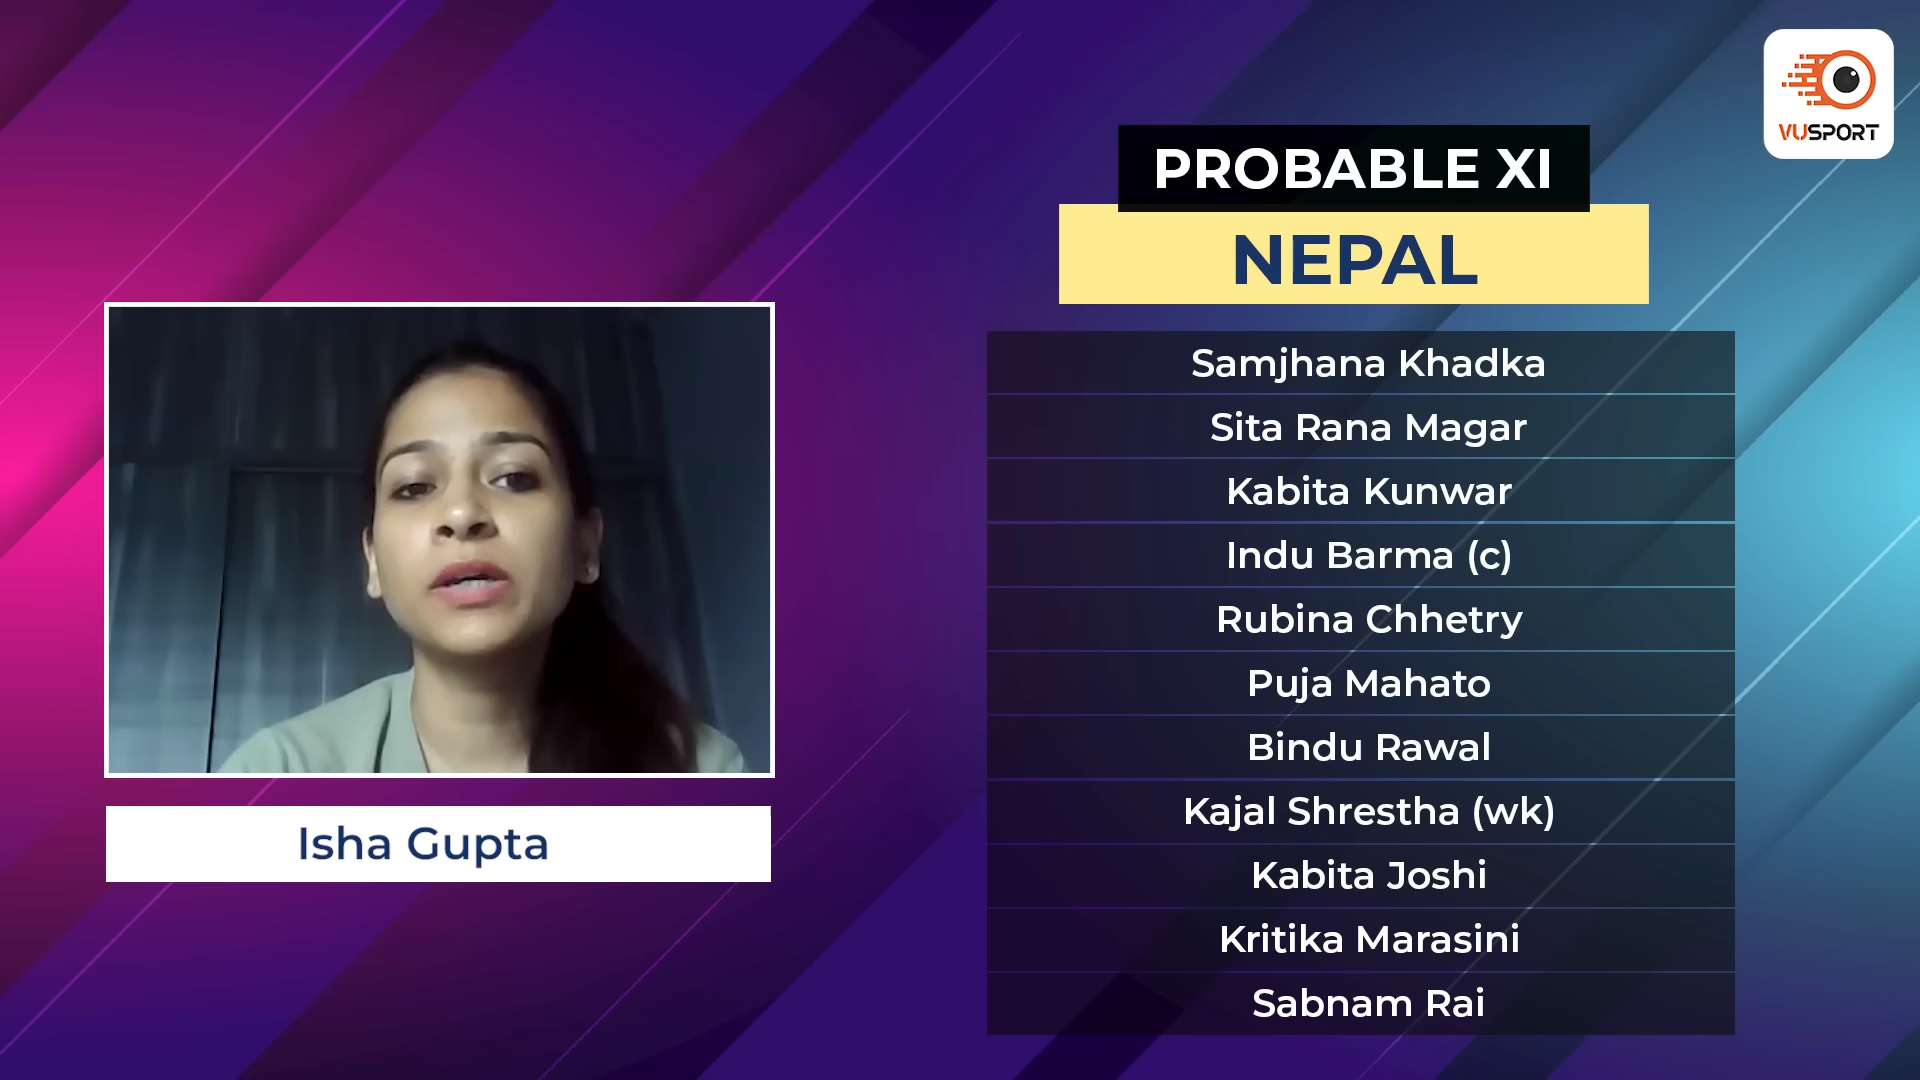 VUSPORT
PROBABLE XI
NEPAL
Samjhana Khadka
Sita Rana Magar
Kabita Kunwar
Indu Barma (c)
Rubina Chhetry
Puja Mahato
Bindu Rawal
Kajal Shrestha (wk)
Kabita Joshi
Kritika Marasini
Sabnam Rai
Isha Gupta